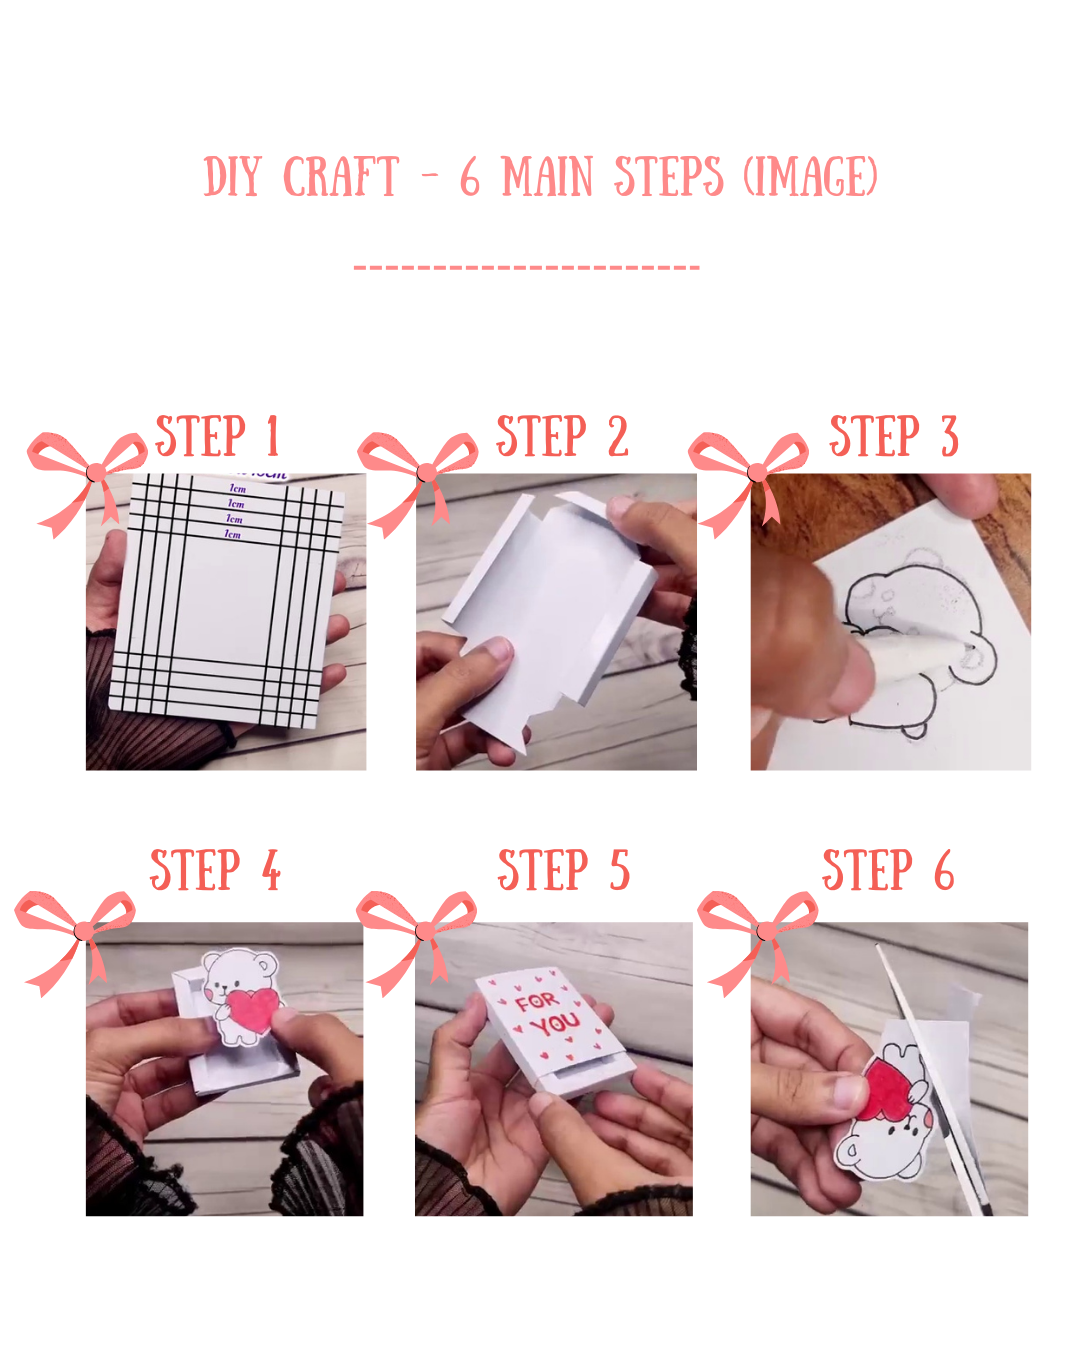 DIY CRAFT - 6 MAIN STEPS (IMAGE)
STEP 1
STEP 2
STEP 3
1cm
1cm
1cm
1cm
STEP 4
STEP 5
STEP 6
FOR
YOU